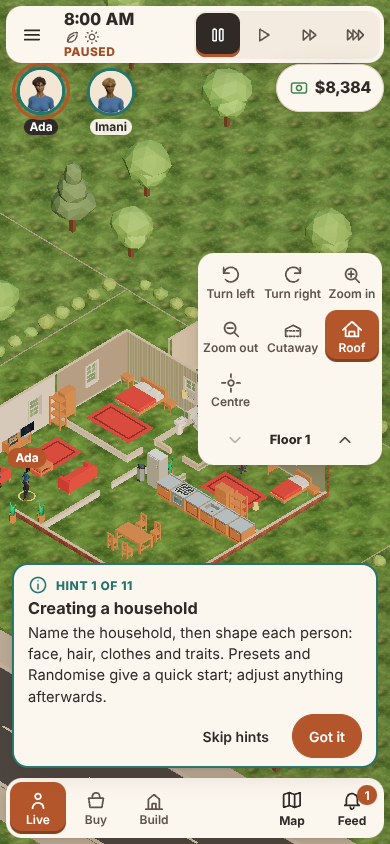 8:00 AM
PAUSED
$8,384
Ada
Imani
Turn left
Turn right
Zoom in
Zoom out
Cutaway
Roof
Centre
Floor 1
Ada
HINT 1 OF 11
Creating a household
Name the household, then shape each person:
face, hair, clothes and traits. Presets and
Randomise give a quick start; adjust anything
afterwards.
Skip hints
Got it
Live
Buy
Build
Map
Feed
1